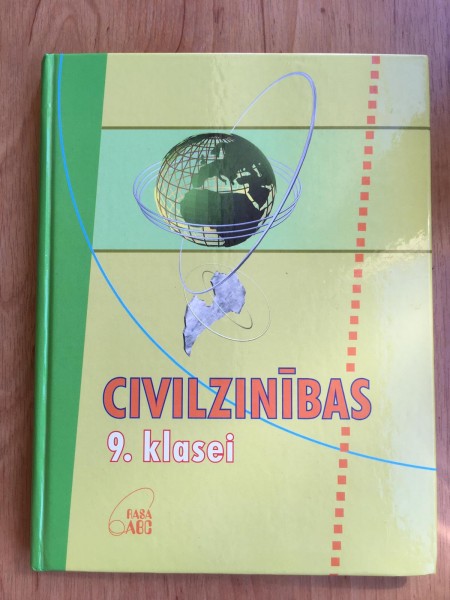 CIVILZINĪBAS
9. klasei
RASA
ABC